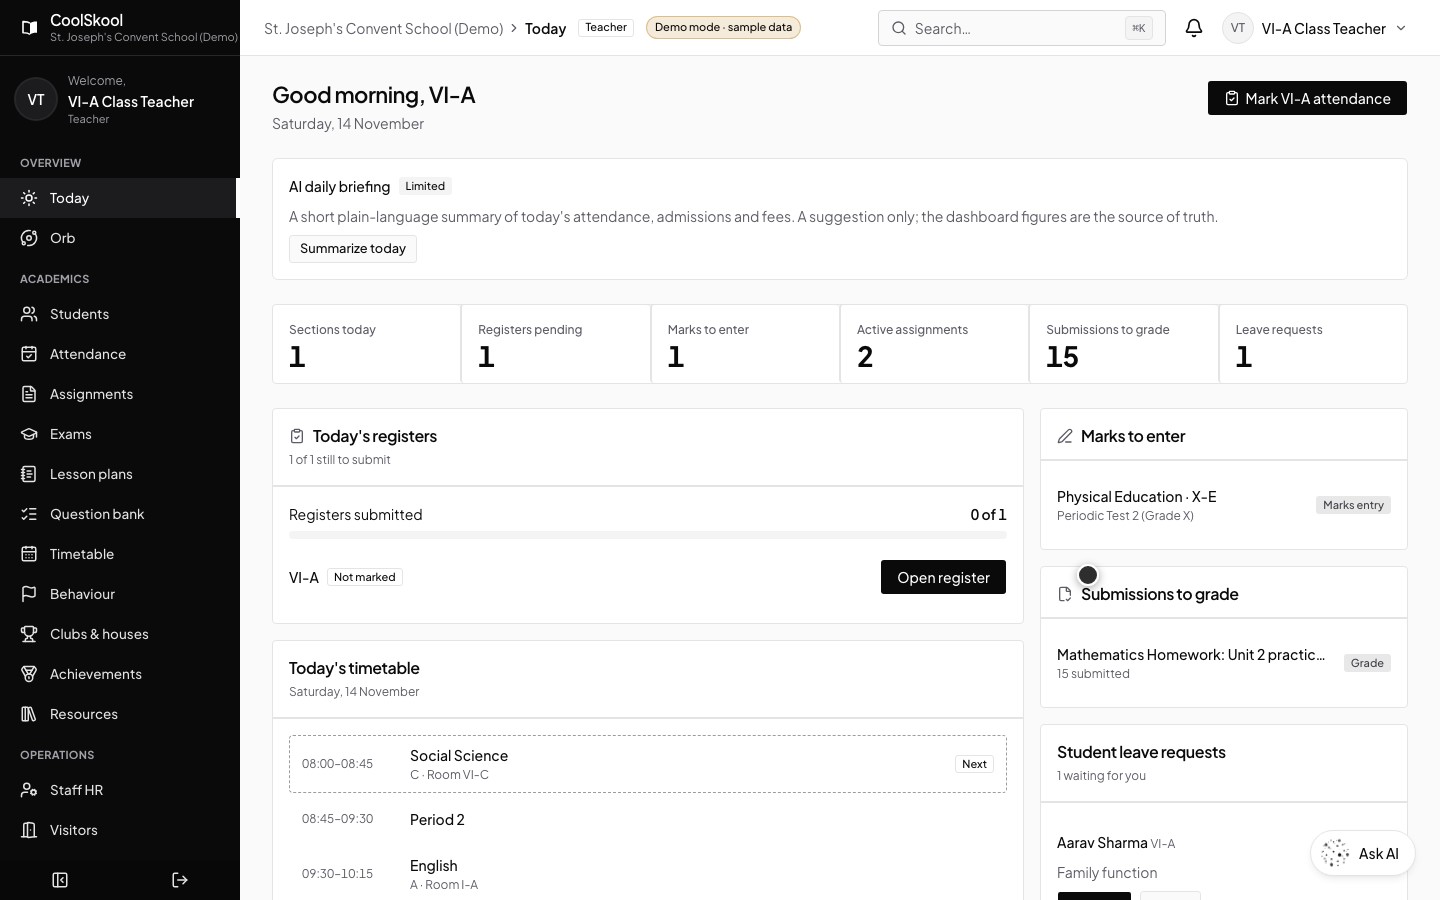 CoolSkool
St. Joseph's Convent School (Demo)
St. Joseph's Convent School (Demo) > Today Teacher Demo mode · sample data
Search... ⌘K
VT VI-A Class Teacher
VT
Welcome,
VI-A Class Teacher
Teacher
OVERVIEW
Today
Orb
ACADEMICS
Students
Attendance
Assignments
Exams
Lesson plans
Question bank
Timetable
Behaviour
Clubs & houses
Achievements
Resources
OPERATIONS
Staff HR
Visitors
Good morning, VI-A
Saturday, 14 November
Mark VI-A attendance
AI daily briefing Limited
A short plain-language summary of today's attendance, admissions and fees. A suggestion only; the dashboard figures are the source of truth.
Summarize today
Sections today
1
Registers pending
1
Marks to enter
1
Active assignments
2
Submissions to grade
15
Leave requests
1
Today's registers
1 of 1 still to submit
Registers submitted 0 of 1
VI-A Not marked Open register
Today's timetable
Saturday, 14 November
08:00–08:45 Social Science Next
C · Room VI-C
08:45–09:30 Period 2
09:30–10:15 English
A · Room I-A
Marks to enter
Physical Education · X-E Marks entry
Periodic Test 2 (Grade X)
Submissions to grade
Mathematics Homework: Unit 2 practic... Grade
15 submitted
Student leave requests
1 waiting for you
Aarav Sharma VI-A
Family function
Ask AI